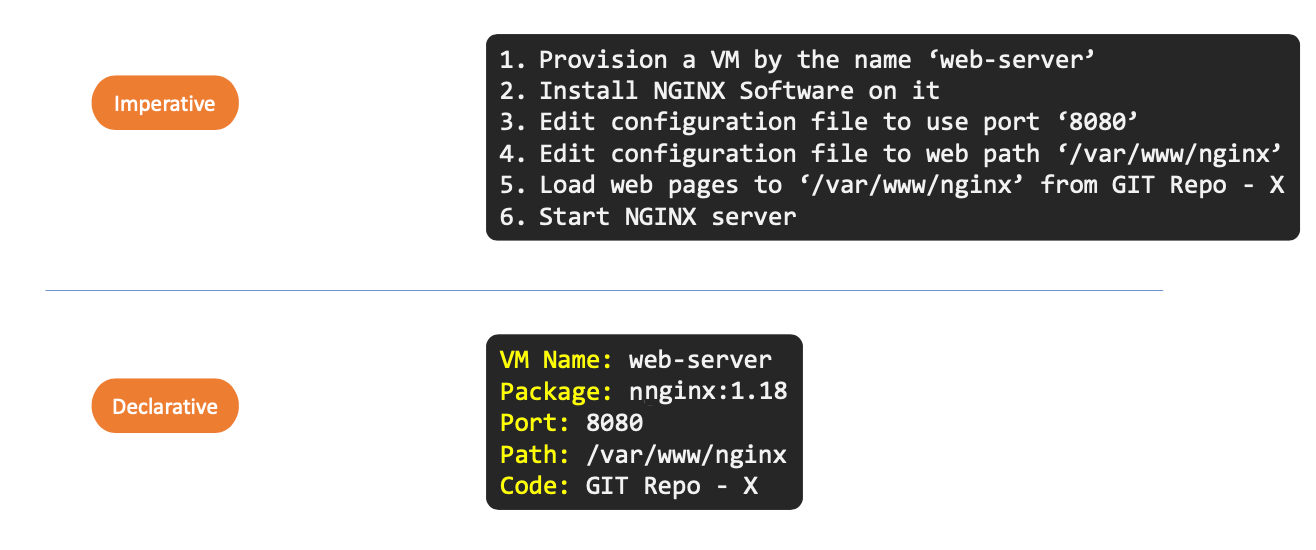 Imperative
1. Provision a VM by the name ‘web-server’
2. Install NGINX Software on it
3. Edit configuration file to use port ‘8080’
4. Edit configuration file to web path ‘/var/www/nginx’
5. Load web pages to ‘/var/www/nginx’ from GIT Repo - X
6. Start NGINX server
Declarative
VM Name: web-server
Package: nnginx:1.18
Port: 8080
Path: /var/www/nginx
Code: GIT Repo - X